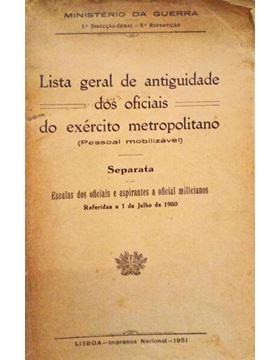 MINISTÉRIO DA GUERRA
1.ª DIRECÇÃO-GERAL — 2.ª REPARTIÇÃO
Lista geral de antiguidade
dos oficiais
do exército metropolitano
(Pessoal mobilizável)
Separata
Escalas dos oficiais e aspirantes a oficial milicianos
Referidas a 1 de Julho de 1950
LISBOA—Imprensa Nacional—1951